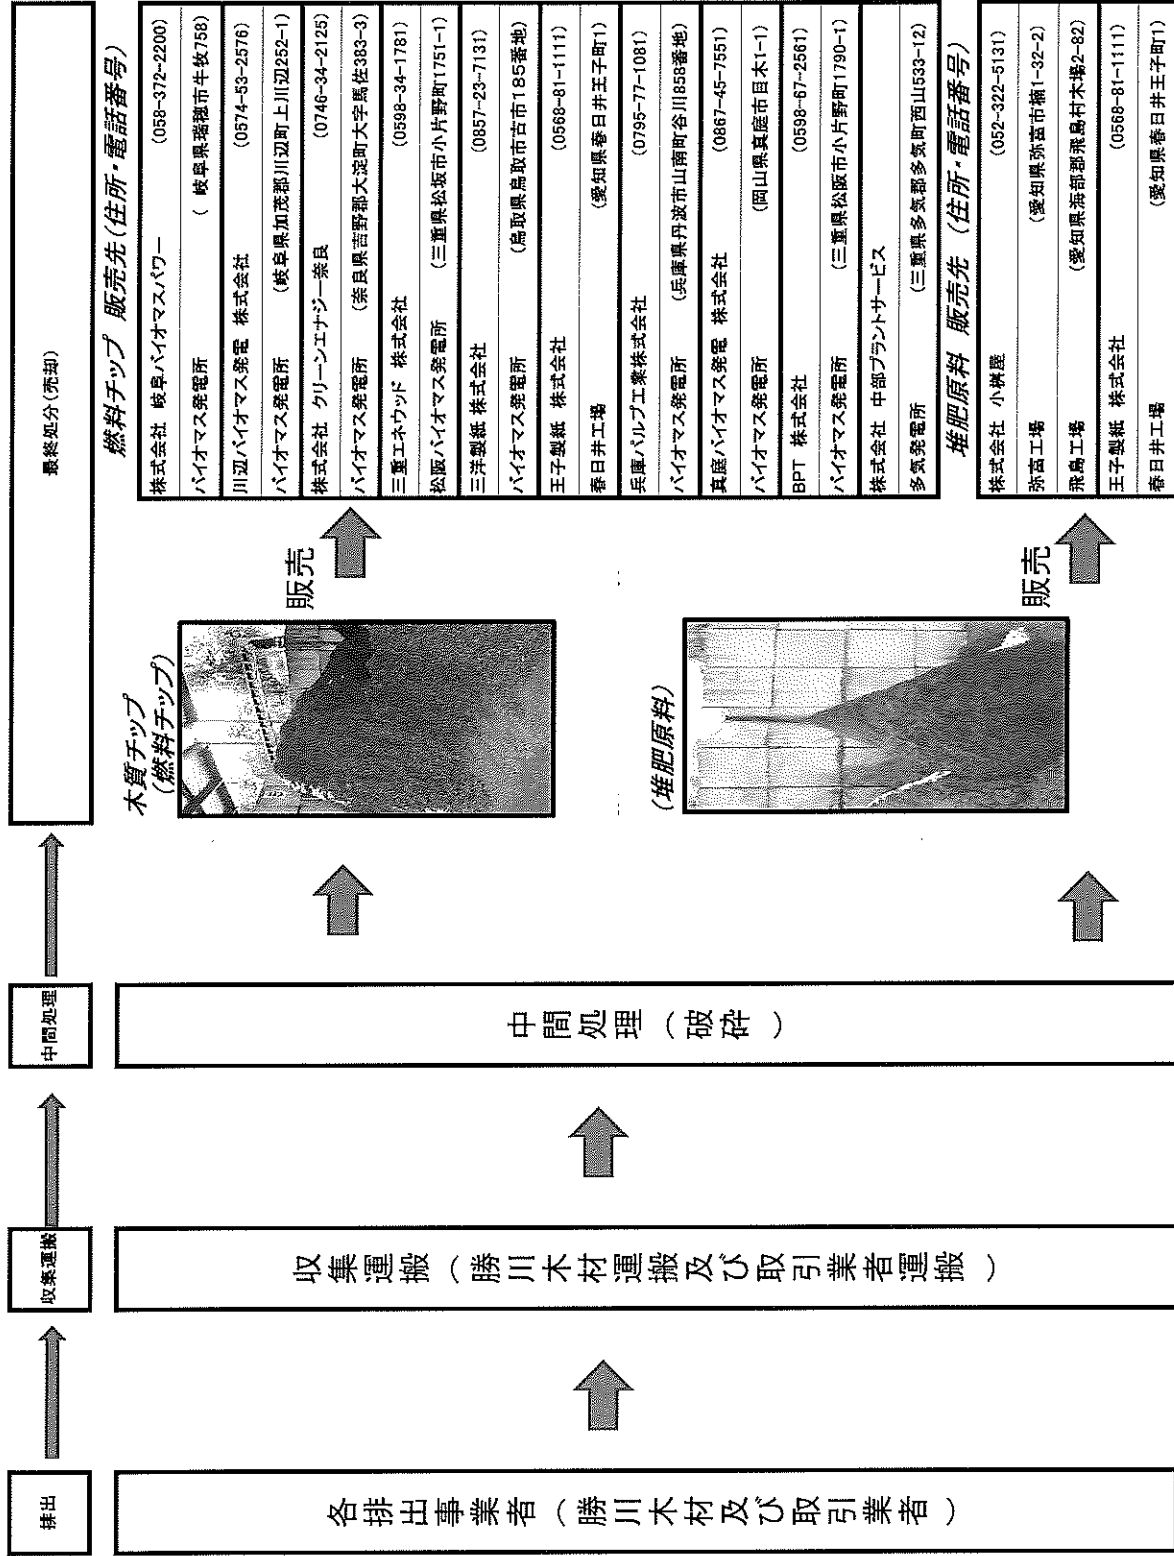 排出
収集運搬
中間処理
最終処分(売却)
各排出事業者(勝川木材及び取引業者)
収集運搬(勝川木材運搬及び取引業者運搬)
中間処理(破砕)
木質チップ
(燃料チップ)
販売
燃料チップ 販売先(住所・電話番号)
株式会社 岐阜バイオマスパワー (058-372-2200)
バイオマス発電所 ( 岐阜県瑞穂市牛牧758)
川辺バイオマス発電 株式会社 (0574-53-2576)
バイオマス発電所 (岐阜県加茂郡川辺町上川辺252-1)
株式会社 クリーンエナジー奈良 (0746-34-2125)
バイオマス発電所 (奈良県吉野郡大淀町大字馬佐383-3)
三重エネウッド 株式会社 (0598-34-1781)
松阪バイオマス発電所 (三重県松坂市小片野町1751-1)
三洋製紙 株式会社 (0857-23-7131)
バイオマス発電所 (鳥取県鳥取市古市185番地)
王子製紙 株式会社 (0568-81-1111)
春日井工場 (愛知県春日井王子町1)
兵庫パルプ工業株式会社 (0795-77-1081)
バイオマス発電所 (兵庫県丹波市山南町谷川858番地)
真庭バイオマス発電 株式会社 (0867-45-7551)
バイオマス発電所 (岡山県真庭市目木1-1)
BPT 株式会社 (0598-67-2561)
バイオマス発電所 (三重県松阪市小片野町1790-1)
株式会社 中部プラントサービス
多気発電所 (三重県多気郡多気町西山533-12)
(堆肥原料)
販売
堆肥原料 販売先 (住所・電話番号)
株式会社 小桝屋 (052-322-5131)
弥富工場 (愛知県弥富市楠1-32-2)
飛島工場 (愛知県海部郡飛島村木場2-82)
王子製紙 株式会社 (0568-81-1111)
春日井工場 (愛知県春日井王子町1)